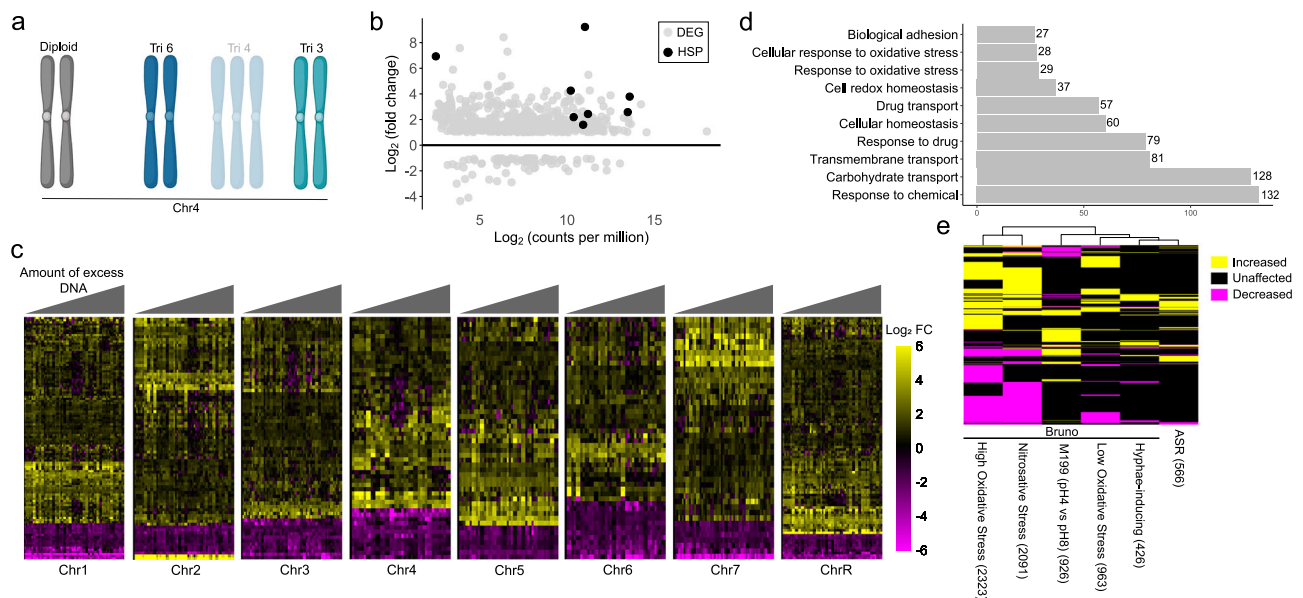 a
Diploid
Tri 6
Tri 4
Tri 3
Chr4
b
Log₂ (fold change)
8
6
4
2
0
-2
-4
5
10
15
Log₂ (counts per million)
DEG
HSP
d
Biological adhesion
27
Cellular response to oxidative stress
28
Response to oxidative stress
29
Cell redox homeostasis
37
Drug transport
57
Cellular homeostasis
60
Response to drug
79
Transmembrane transport
81
Carbohydrate transport
128
Response to chemical
132
0
50
100
c
Amount of excess
DNA
Chr1
Chr2
Chr3
Chr4
Chr5
Chr6
Chr7
ChrR
Log₂ FC
6
4
2
0
-2
-4
-6
e
Increased
Unaffected
Decreased
Bruno
High Oxidative Stress (2323)
Nitrosative Stress (2091)
M199 (pH4 vs pH8) (926)
Low Oxidative Stress (963)
Hyphae-inducing (426)
ASR (566)